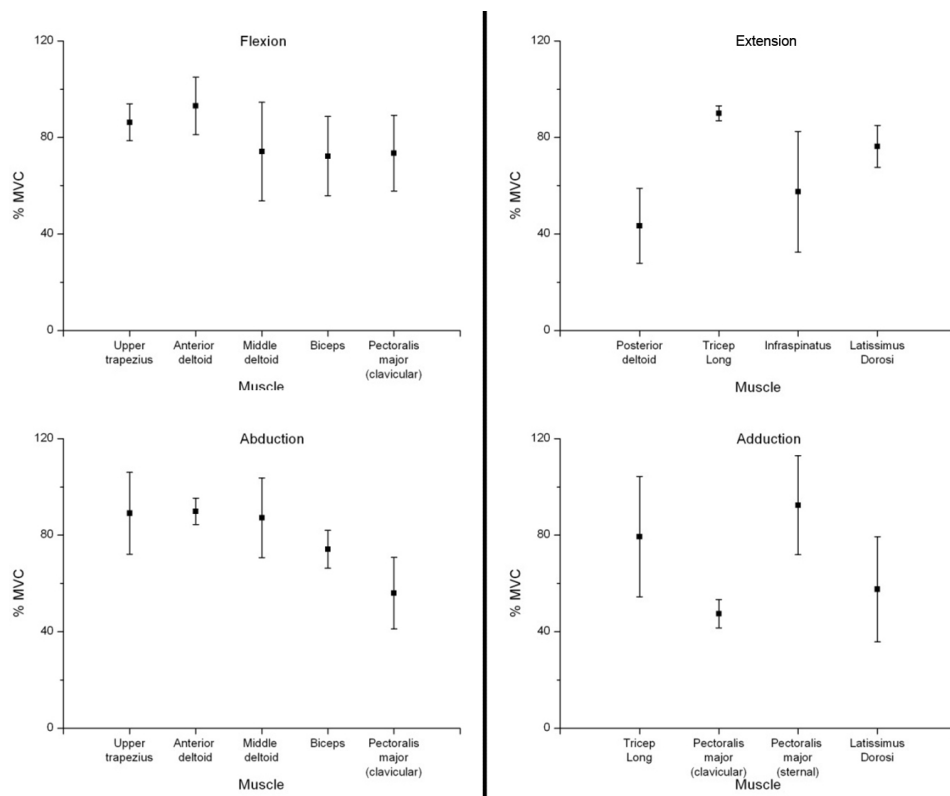 Flexion
120
80
40
0
% MVC
Upper trapezius
Anterior deltoid
Middle deltoid
Biceps
Pectoralis major (clavicular)
Muscle
Extension
120
80
40
0
% MVC
Posterior deltoid
Tricep Long
Infraspinatus
Latissimus Dorosi
Muscle
Abduction
120
80
40
0
% MVC
Upper trapezius
Anterior deltoid
Middle deltoid
Biceps
Pectoralis major (clavicular)
Muscle
Adduction
120
80
40
0
% MVC
Tricep Long
Pectoralis major (clavicular)
Pectoralis major (sternal)
Latissimus Dorosi
Muscle